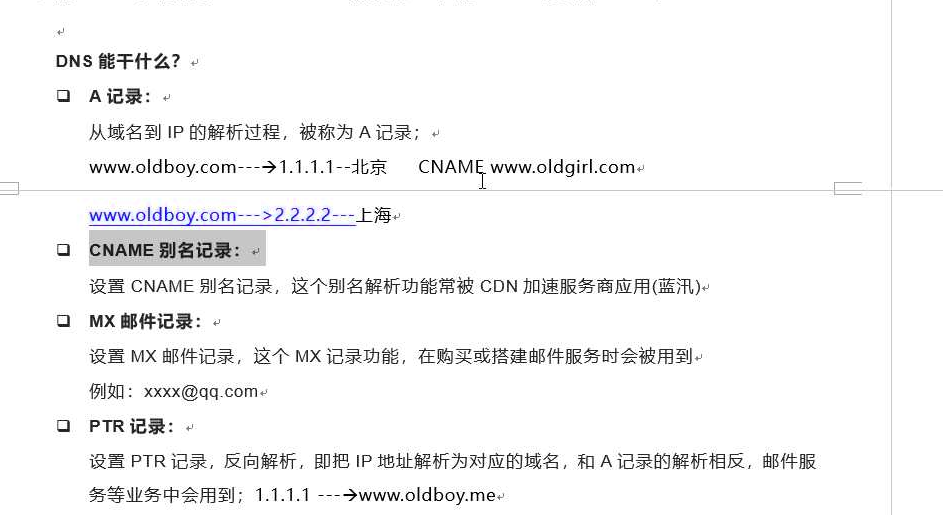 DNS 能干什么？
A 记录：
从域名到 IP 的解析过程，被称为 A 记录；
www.oldboy.com---→1.1.1.1--北京 CNAME www.oldgirl.com
www.oldboy.com--->2.2.2.2---上海
CNAME 别名记录：
设置 CNAME 别名记录，这个别名解析功能常被 CDN 加速服务商应用(蓝汛)
MX 邮件记录：
设置 MX 邮件记录，这个 MX 记录功能，在购买或搭建邮件服务时会被用到
例如：xxxx@qq.com
PTR 记录：
设置 PTR 记录，反向解析，即把 IP 地址解析为对应的域名，和 A 记录的解析相反，邮件服
务等业务中会用到；1.1.1.1 ---→www.oldboy.me